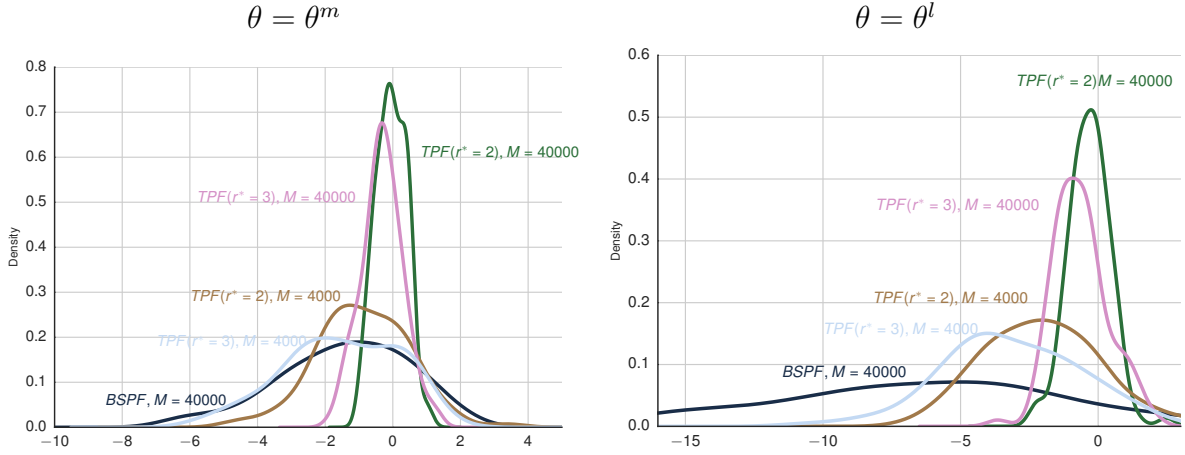 θ = θᵐ
0.8
0.7
0.6
0.5
0.4
0.3
0.2
0.1
0.0
Density
−10
−8
−6
−4
−2
0
2
4
TPF(r* = 2), M = 40000
TPF(r* = 3), M = 40000
TPF(r* = 2), M = 4000
TPF(r* = 3), M = 4000
BSPF, M = 40000
θ = θˡ
0.6
0.5
0.4
0.3
0.2
0.1
0.0
Density
−15
−10
−5
0
TPF(r* = 2)M = 40000
TPF(r* = 3), M = 40000
TPF(r* = 2), M = 4000
TPF(r* = 3), M = 4000
BSPF, M = 40000